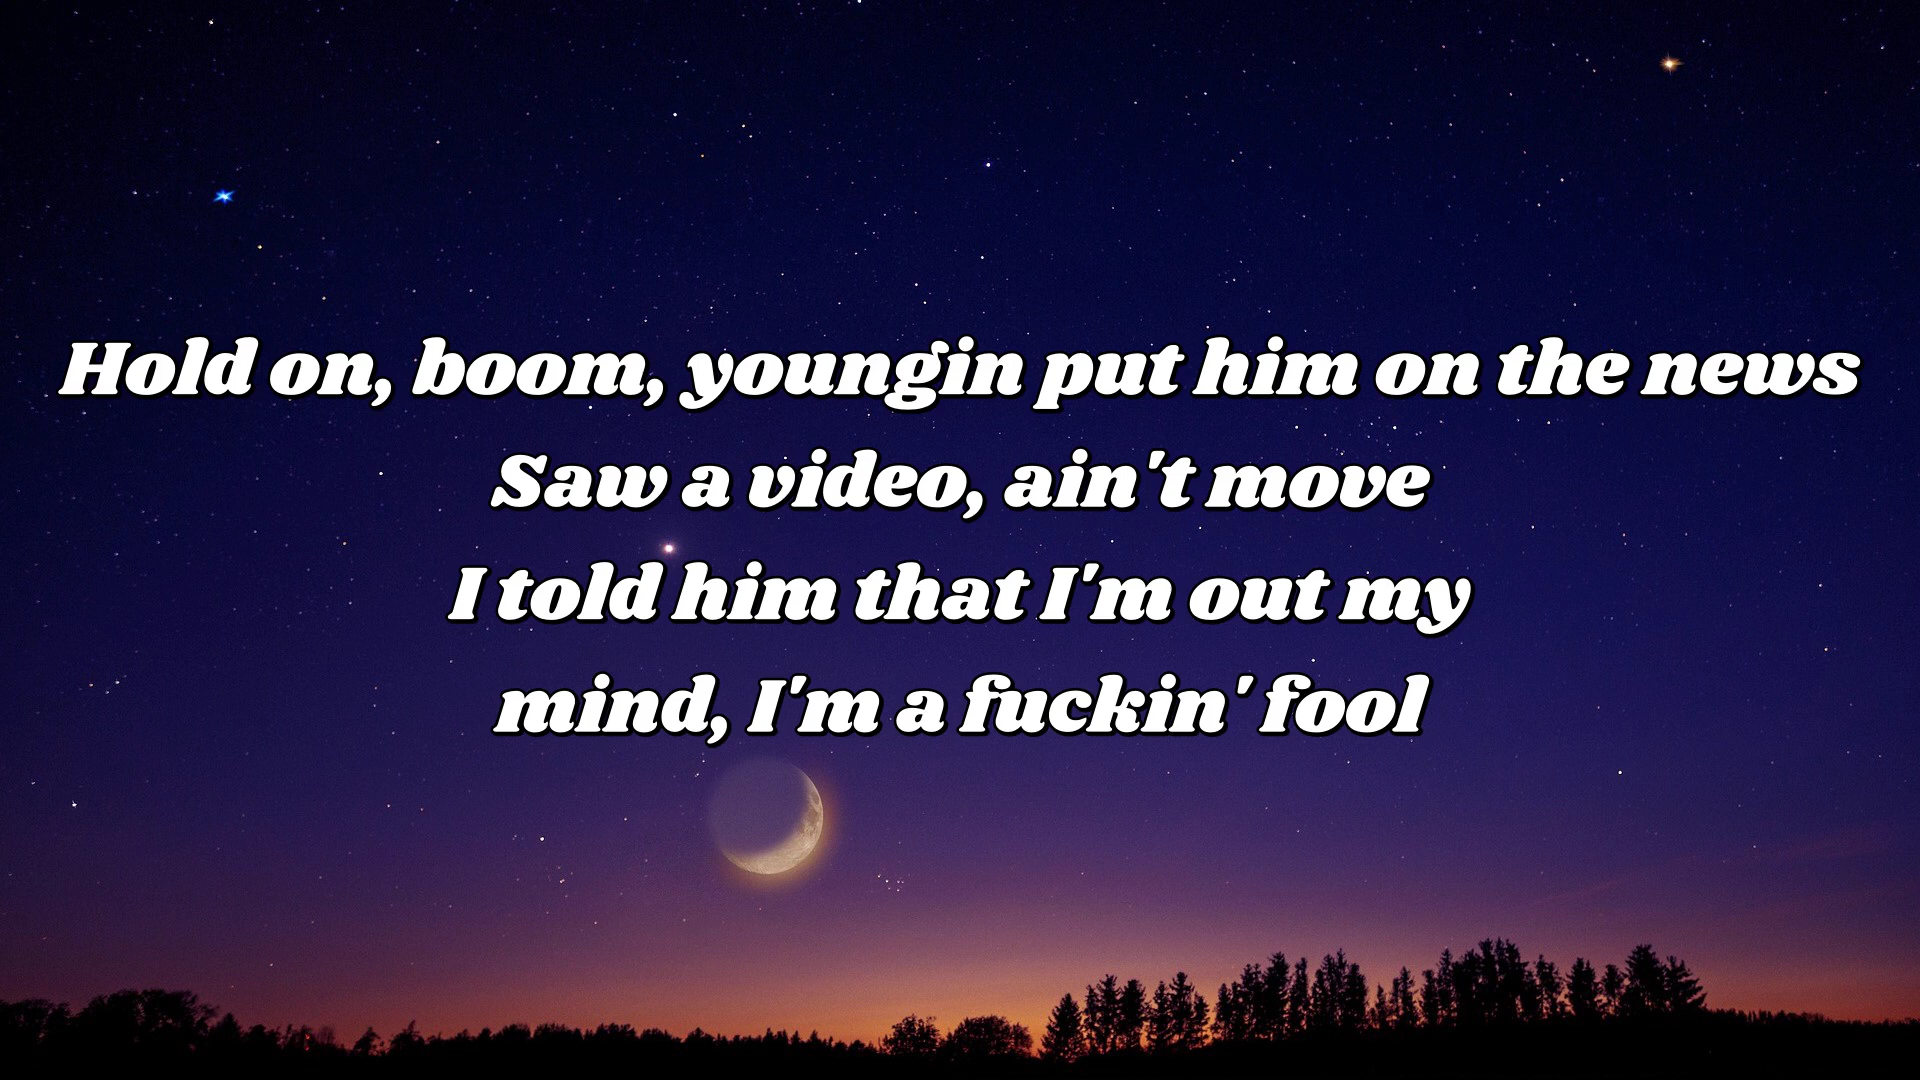 Hold on, boom, youngin put him on the news
Saw a video, ain't move
I told him that I'm out my
mind, I'm a fuckin' fool